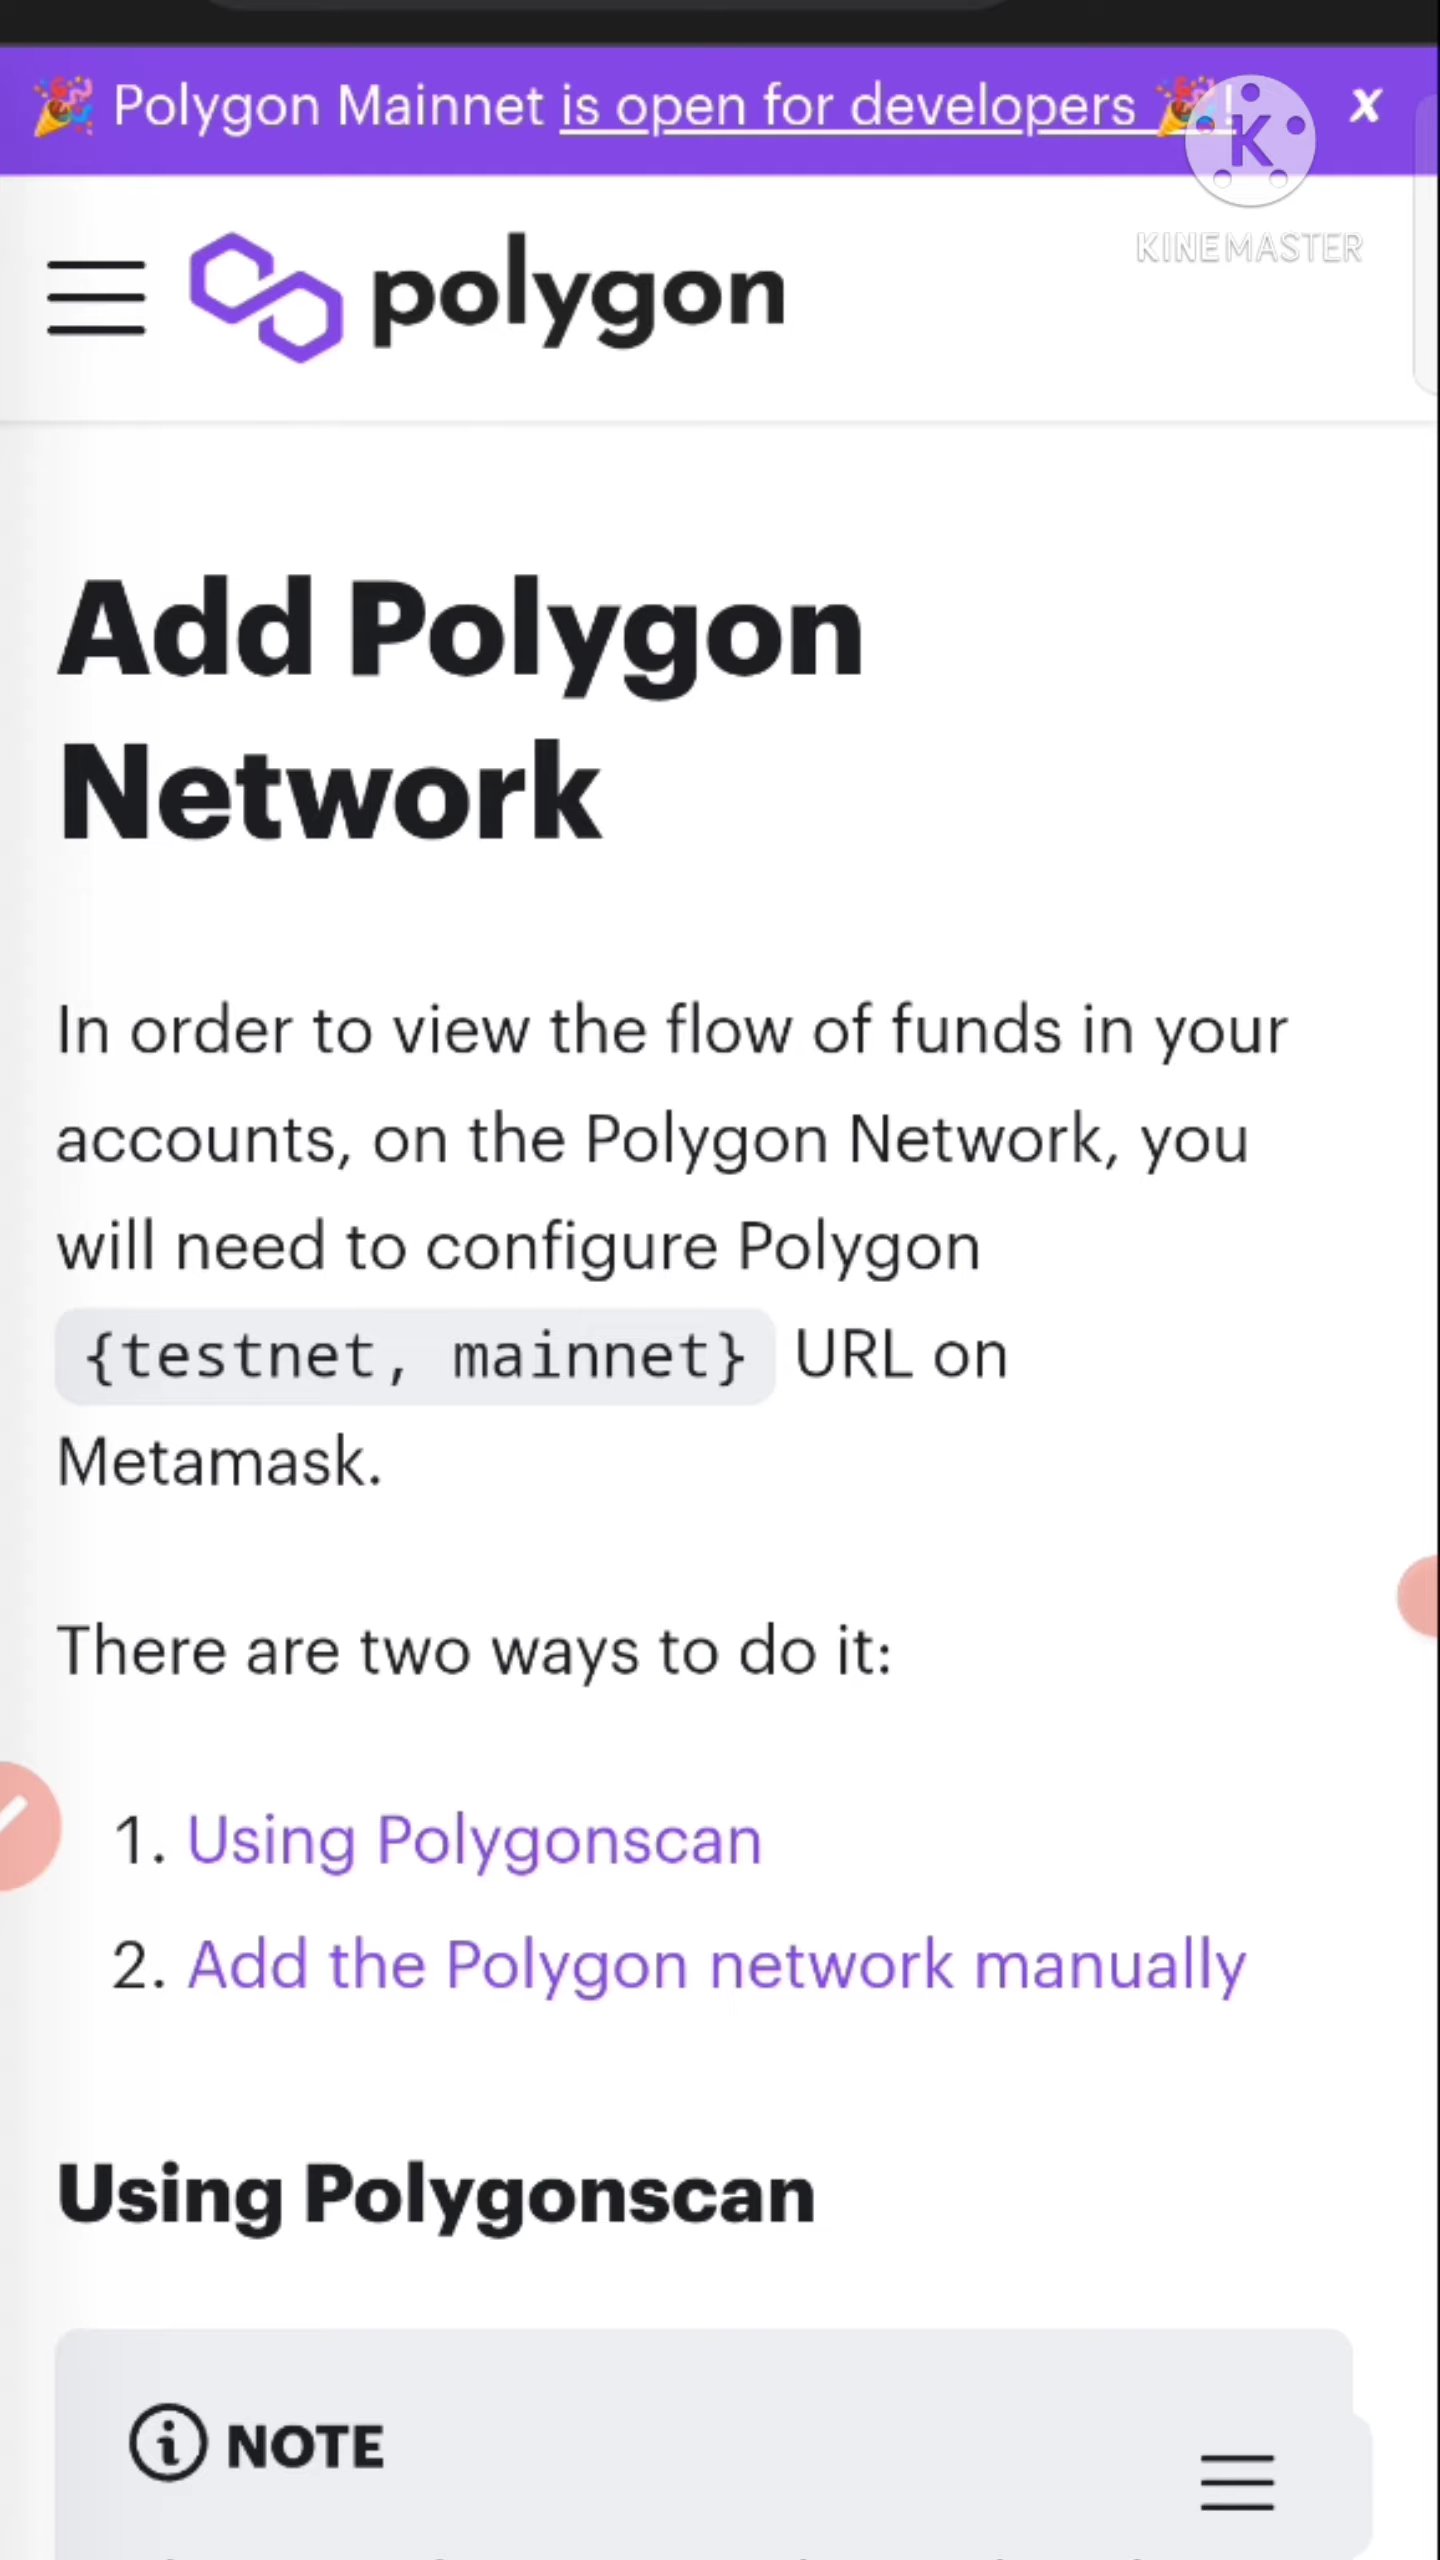 🎉 Polygon Mainnet is open for developers 🎉! x
KINEMASTER
polygon
Add Polygon
Network
In order to view the flow of funds in your
accounts, on the Polygon Network, you
will need to configure Polygon
{testnet, mainnet} URL on
Metamask.
There are two ways to do it:
1. Using Polygonscan
2. Add the Polygon network manually
Using Polygonscan
NOTE